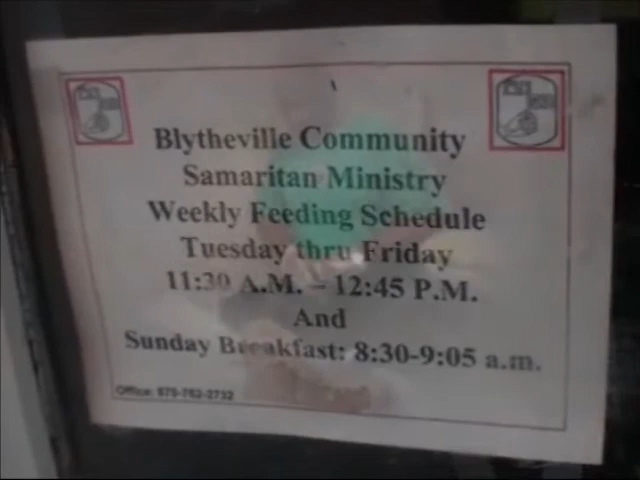 Blytheville Community
Samaritan Ministry
Weekly Feeding Schedule
Tuesday thru Friday
11:30 A.M. – 12:45 P.M.
And
Sunday Breakfast: 8:30-9:05 a.m.
Office: